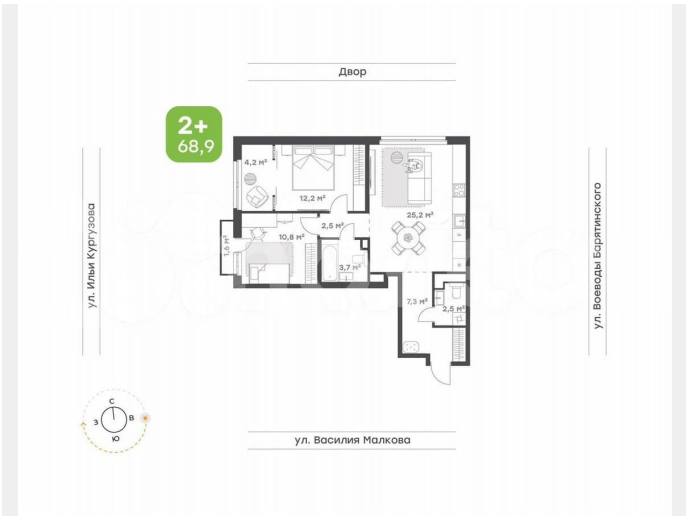 Двор
2+
68,9
4,2 м²
12,2 м²
25,2 м²
2,5 м²
10,8 м²
1,6 м²
3,7 м²
7,3 м²
2,5 м²
ул. Ильи Кургузова
ул. Воеводы Барятинского
С
З
В
Ю
ул. Василия Малкова